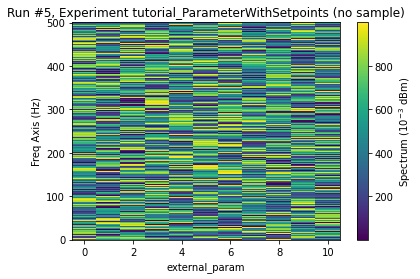 Run #5, Experiment tutorial_ParameterWithSetpoints (no sample)
500
400
300
200
100
0
Freq Axis (Hz)
0 2 4 6 8 10
external_param
800
600
400
200
Spectrum (10⁻³ dBm)